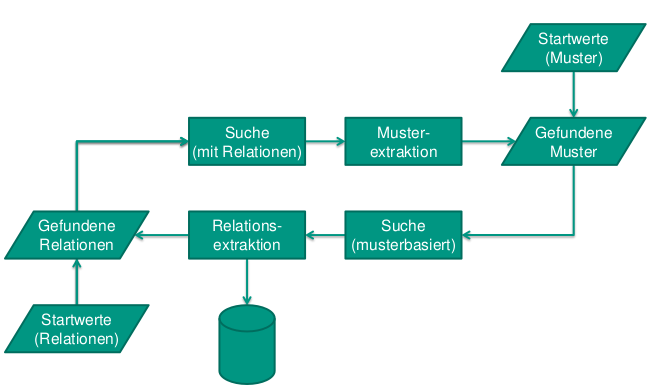 Startwerte
(Muster)
Suche
(mit Relationen)
Muster-
extraktion
Gefundene
Muster
Gefundene
Relationen
Relations-
extraktion
Suche
(musterbasiert)
Startwerte
(Relationen)